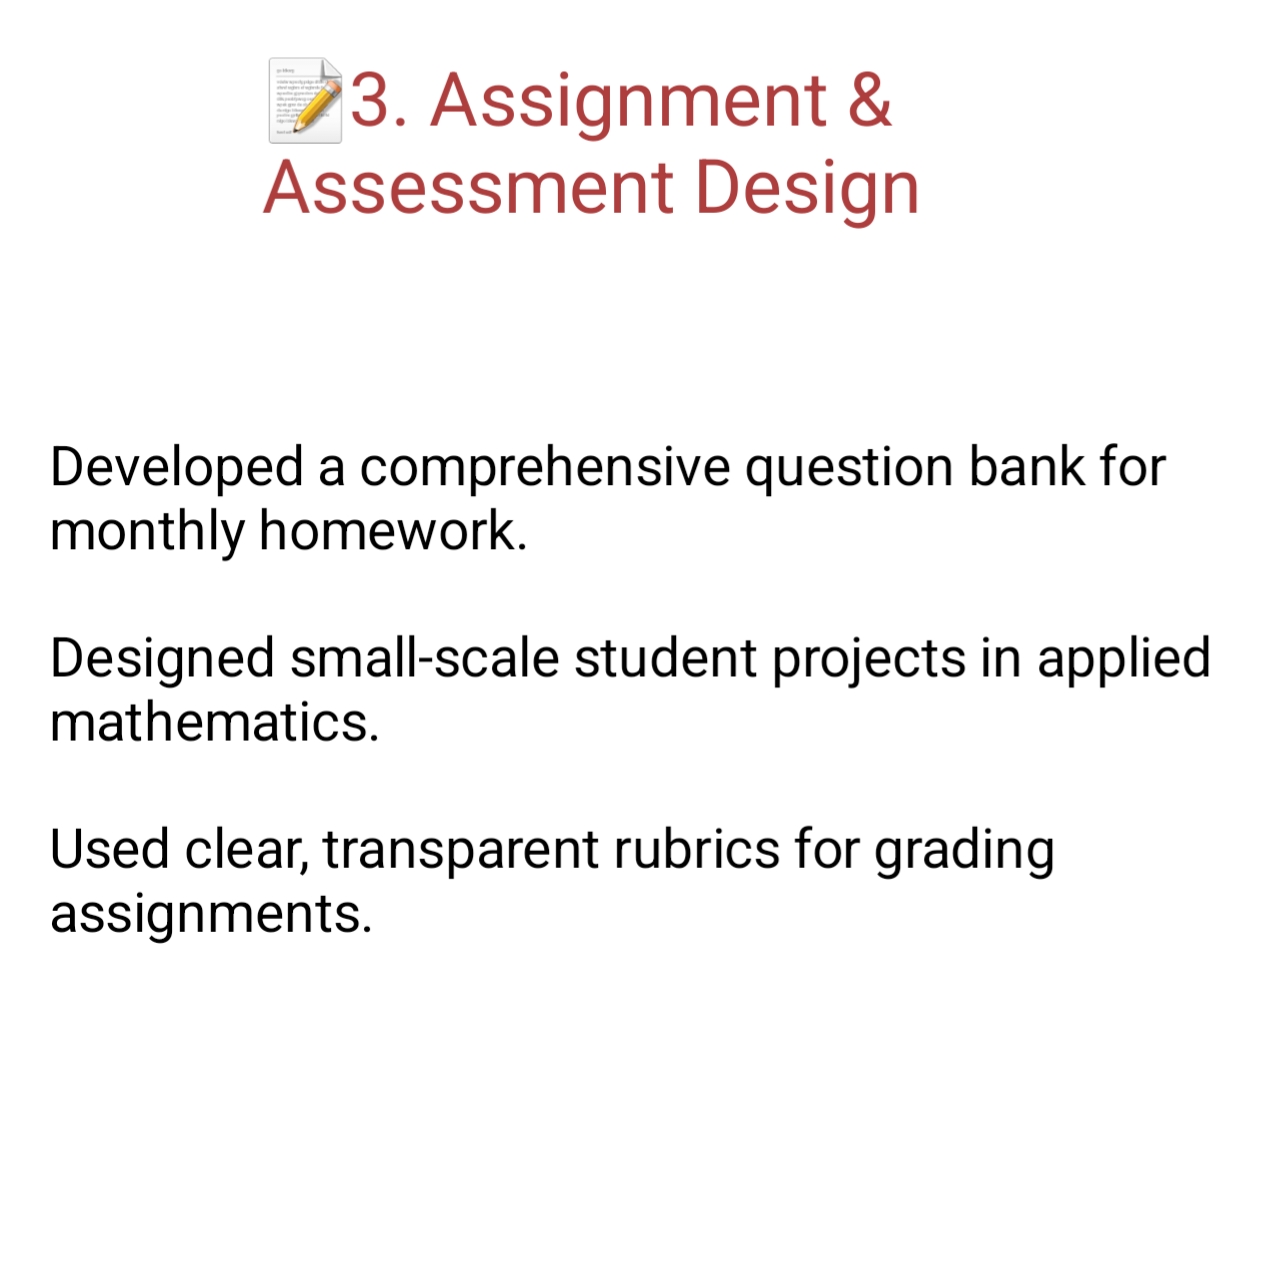 3. Assignment &
Assessment Design
Developed a comprehensive question bank for
monthly homework.
Designed small-scale student projects in applied
mathematics.
Used clear, transparent rubrics for grading
assignments.